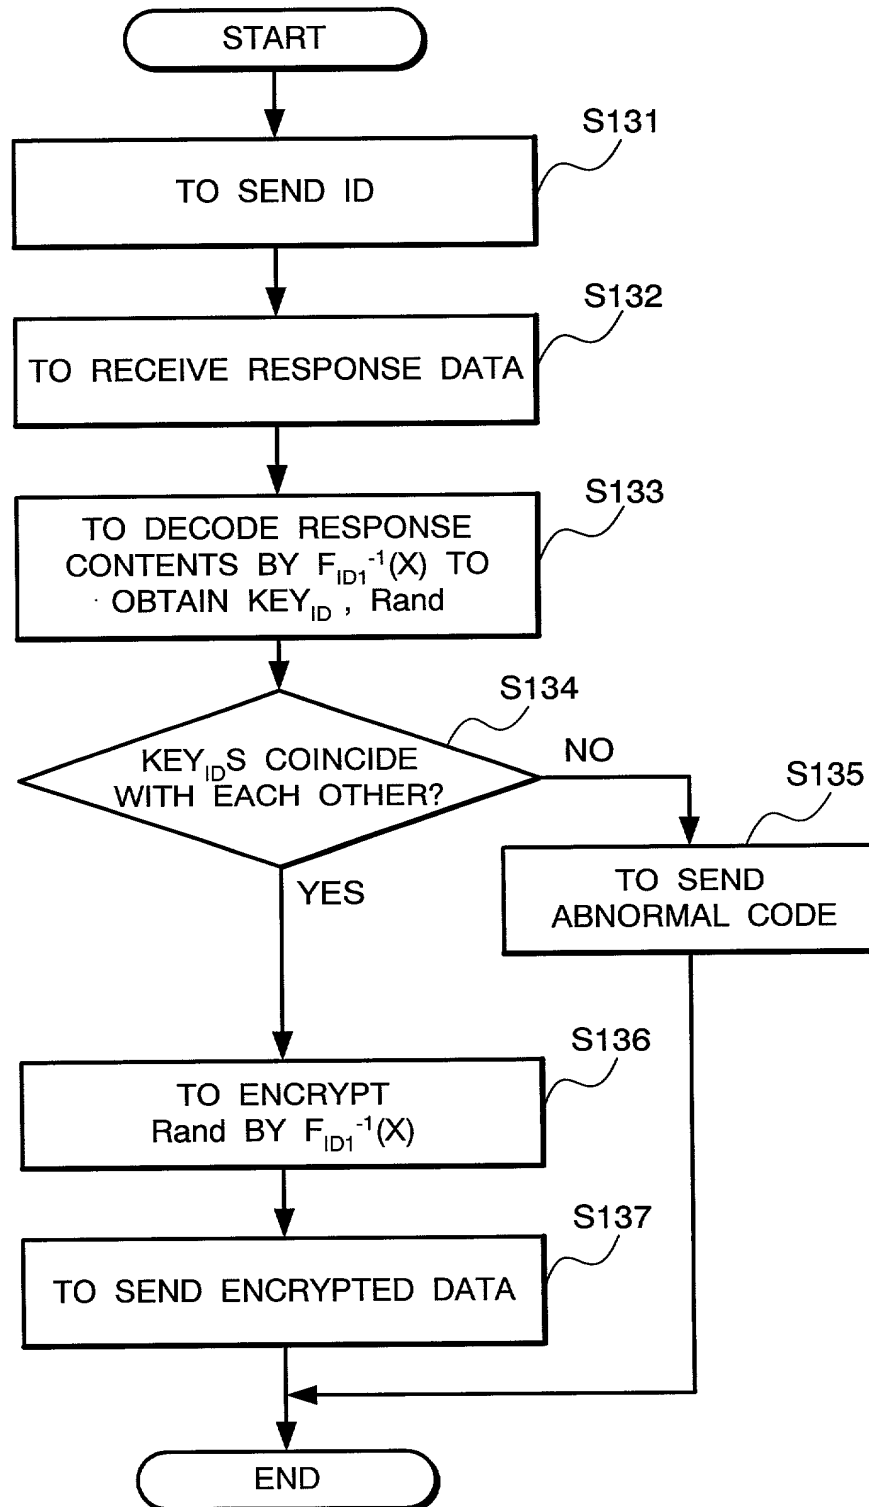 START
S131
TO SEND ID
S132
TO RECEIVE RESPONSE DATA
S133
TO DECODE RESPONSE
CONTENTS BY F_ID1^-1(X) TO
OBTAIN KEY_ID , Rand
S134
KEY_IDS COINCIDE
WITH EACH OTHER?
NO
S135
TO SEND
ABNORMAL CODE
YES
S136
TO ENCRYPT
Rand BY F_ID1^-1(X)
S137
TO SEND ENCRYPTED DATA
END